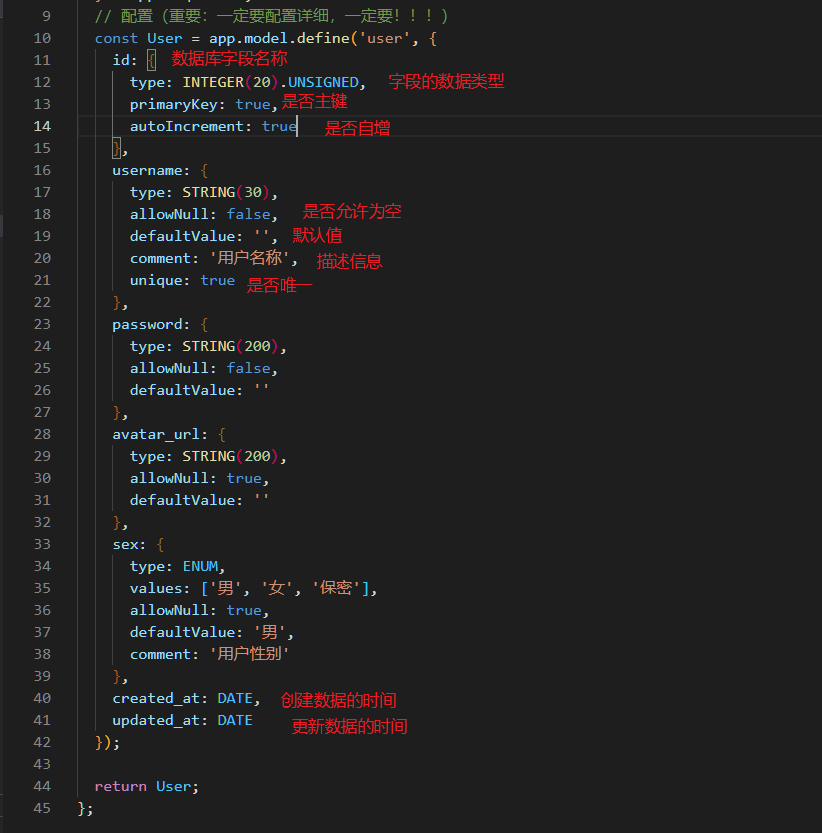 9 // 配置（重要：一定要配置详细，一定要！！！）
10 const User = app.model.define('user', {
11 id: { 数据库字段名称
12 type: INTEGER(20).UNSIGNED, 字段的数据类型
13 primaryKey: true, 是否主键
14 autoIncrement: true 是否自增
15 },
16 username: {
17 type: STRING(30),
18 allowNull: false, 是否允许为空
19 defaultValue: '', 默认值
20 comment: '用户名称', 描述信息
21 unique: true 是否唯一
22 },
23 password: {
24 type: STRING(200),
25 allowNull: false,
26 defaultValue: ''
27 },
28 avatar_url: {
29 type: STRING(200),
30 allowNull: true,
31 defaultValue: ''
32 },
33 sex: {
34 type: ENUM,
35 values: ['男', '女', '保密'],
36 allowNull: true,
37 defaultValue: '男',
38 comment: '用户性别'
39 },
40 created_at: DATE, 创建数据的时间
41 updated_at: DATE 更新数据的时间
42 });
43
44 return User;
45 };